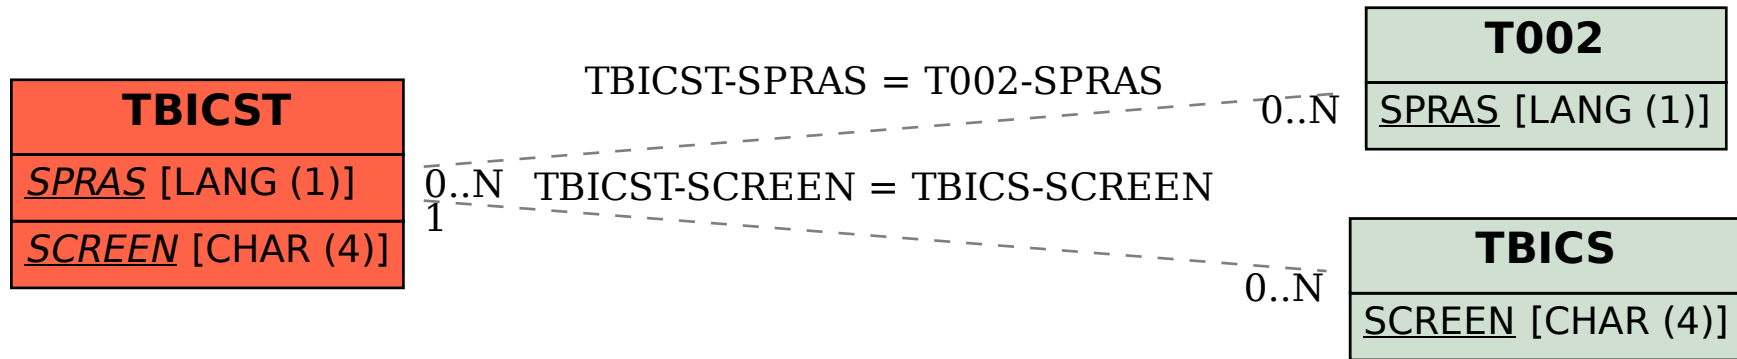 TBICST
SPRAS [LANG (1)]
SCREEN [CHAR (4)]
TBICST-SPRAS = T002-SPRAS
0..N
0..N
TBICST-SCREEN = TBICS-SCREEN
1
0..N
T002
SPRAS [LANG (1)]
TBICS
SCREEN [CHAR (4)]